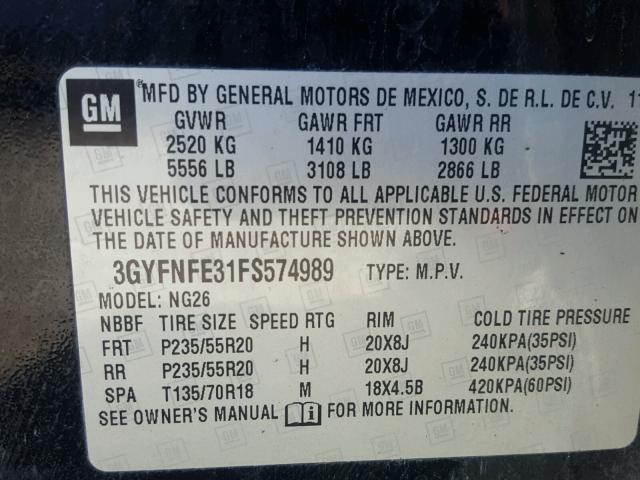 GM
® MFD BY GENERAL MOTORS DE MEXICO, S. DE R.L. DE C.V. 11
GVWR GAWR FRT GAWR RR
2520 KG 1410 KG 1300 KG
5556 LB 3108 LB 2866 LB
THIS VEHICLE CONFORMS TO ALL APPLICABLE U.S. FEDERAL MOTOR
VEHICLE SAFETY AND THEFT PREVENTION STANDARDS IN EFFECT ON
THE DATE OF MANUFACTURE SHOWN ABOVE.
3GYFNFE31FS574989 TYPE: M.P.V.
MODEL: NG26
NBBF TIRE SIZE SPEED RTG RIM COLD TIRE PRESSURE
FRT P235/55R20 H 20X8J 240KPA(35PSI)
RR P235/55R20 H 20X8J 240KPA(35PSI)
SPA T135/70R18 M 18X4.5B 420KPA(60PSI)
SEE OWNER'S MANUAL FOR MORE INFORMATION.